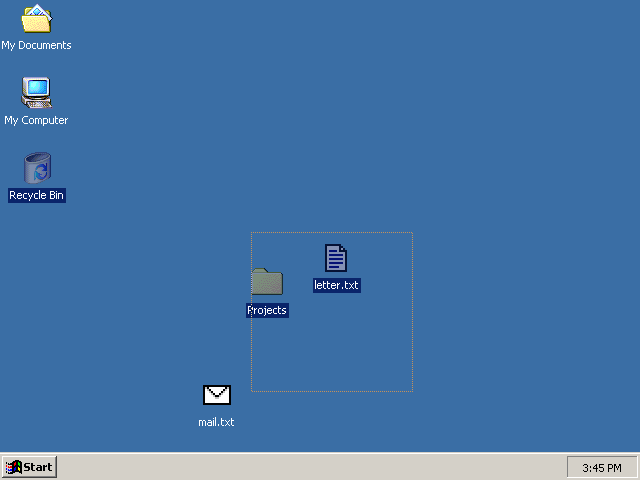 My Documents
My Computer
Recycle Bin
letter.txt
Projects
mail.txt
Start
3:45 PM